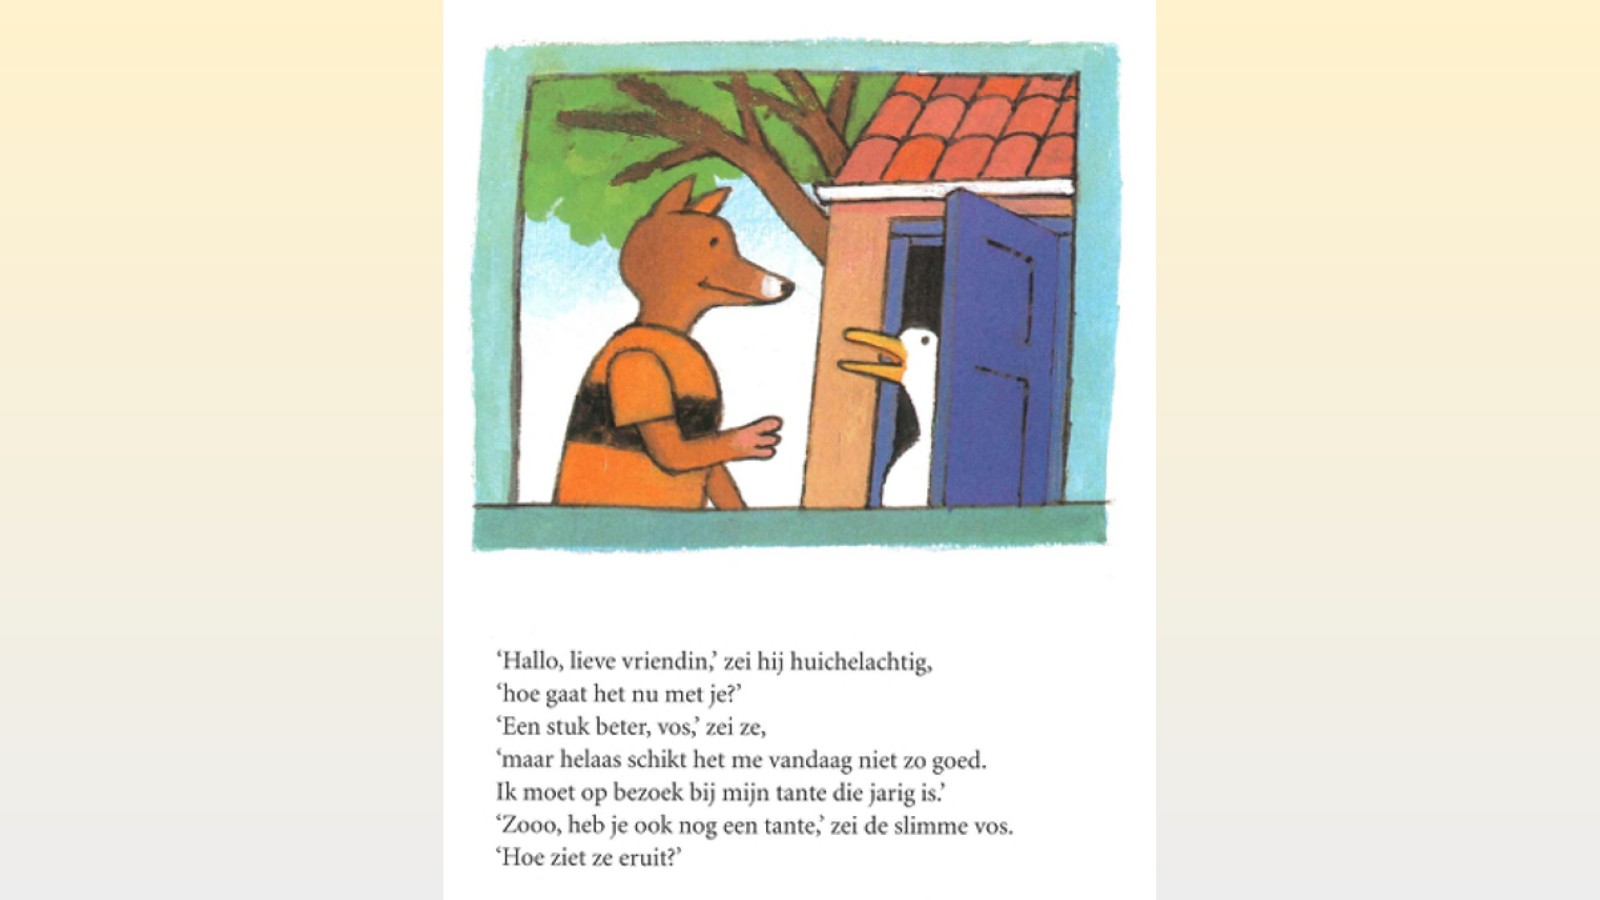 ‘Hallo, lieve vriendin,’ zei hij huichelachtig,
‘hoe gaat het nu met je?’
‘Een stuk beter, vos,’ zei ze,
‘maar helaas schikt het me vandaag niet zo goed.
Ik moet op bezoek bij mijn tante die jarig is.’
‘Zooo, heb je ook nog een tante,’ zei de slimme vos.
‘Hoe ziet ze eruit?’